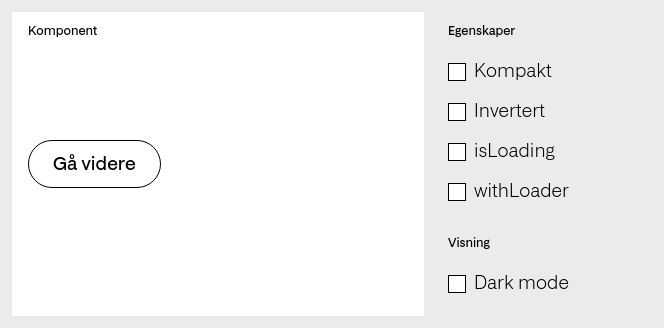 Komponent
Gå videre
Egenskaper
Kompakt
Invertert
isLoading
withLoader
Visning
Dark mode